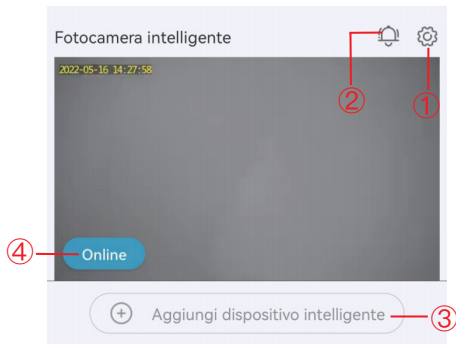 Fotocamera intelligente
②
①
2022-05-16 14:27:58
④
Online
Aggiungi dispositivo intelligente
③